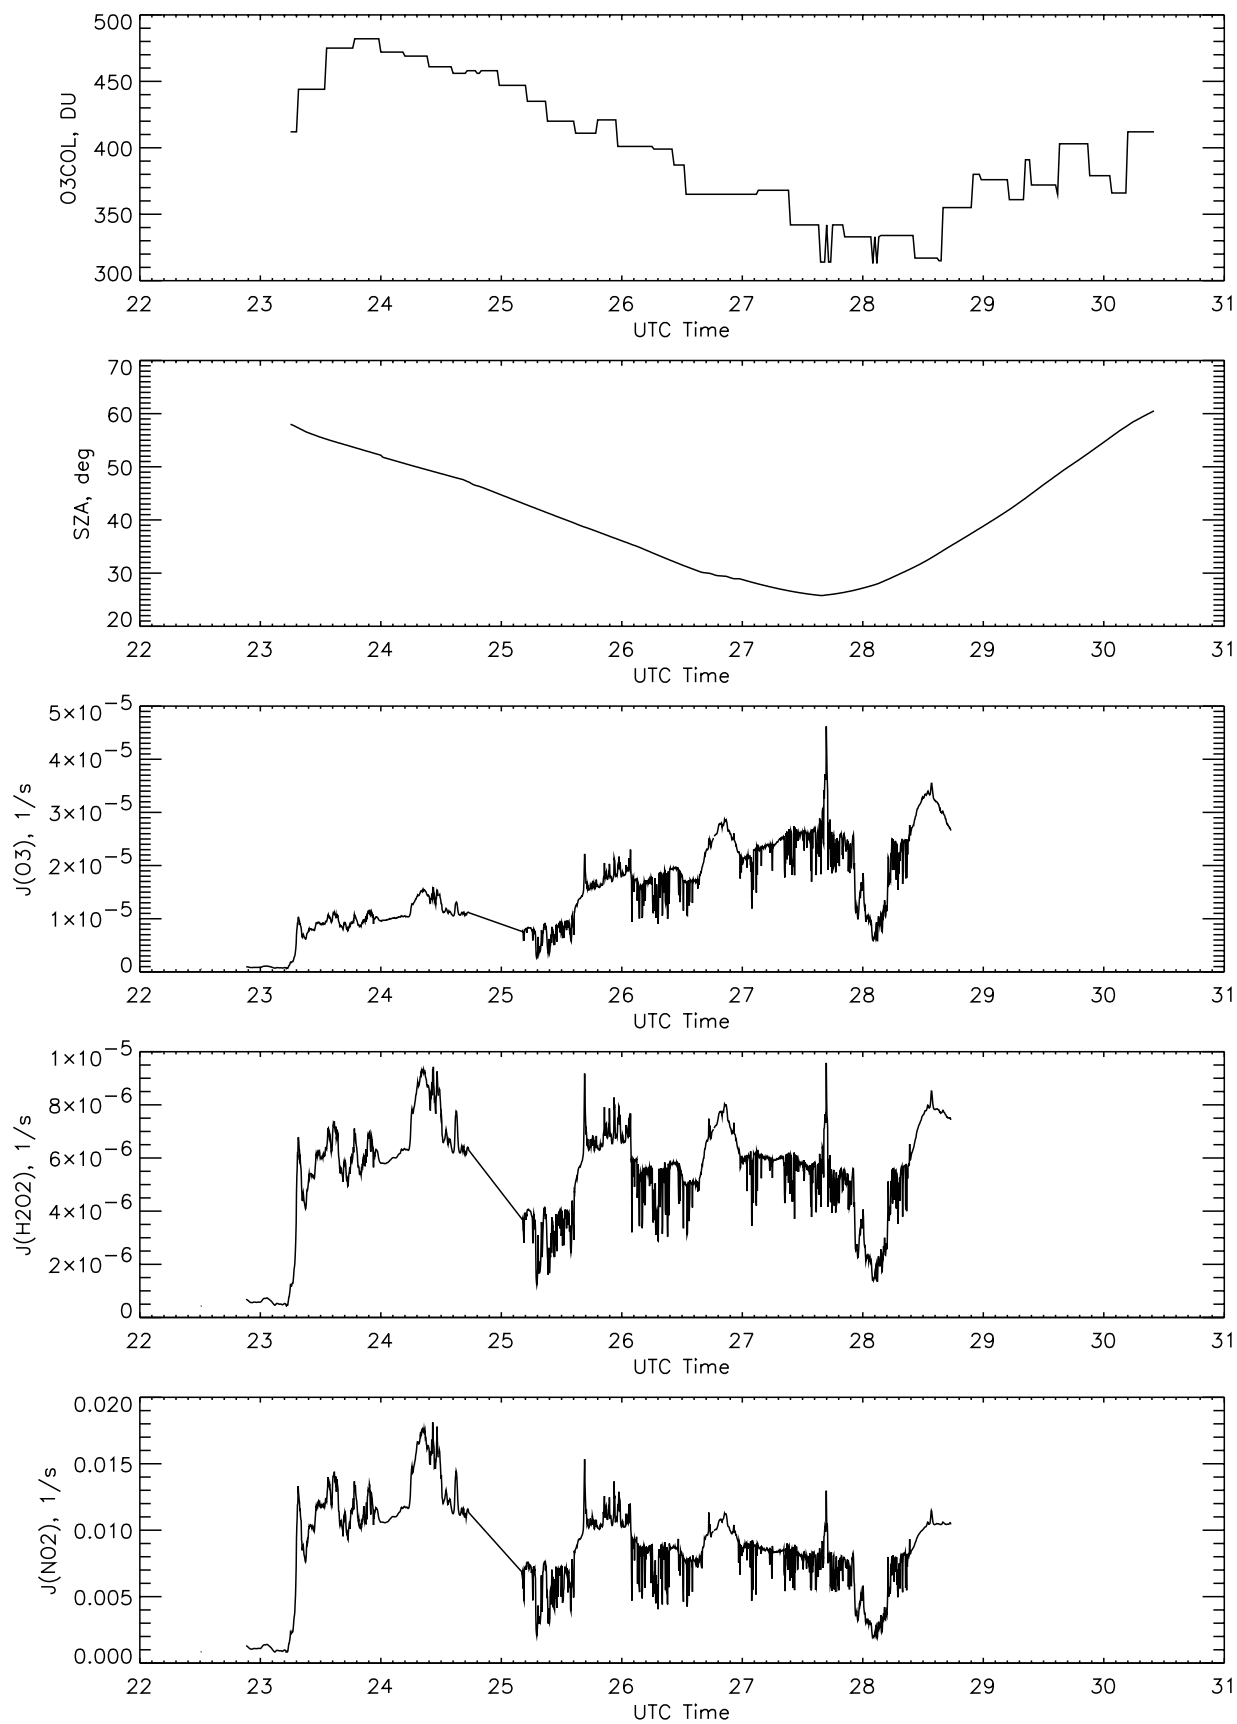 500
450
400
350
300
O3COL, DU
22 23 24 25 26 27 28 29 30 31
UTC Time
70
60
50
40
30
20
SZA, deg
22 23 24 25 26 27 28 29 30 31
UTC Time
5×10⁻⁵
4×10⁻⁵
3×10⁻⁵
2×10⁻⁵
1×10⁻⁵
0
J(O3), 1/s
22 23 24 25 26 27 28 29 30 31
UTC Time
1×10⁻⁵
8×10⁻⁶
6×10⁻⁶
4×10⁻⁶
2×10⁻⁶
0
J(H2O2), 1/s
22 23 24 25 26 27 28 29 30 31
UTC Time
0.020
0.015
0.010
0.005
0.000
J(NO2), 1/s
22 23 24 25 26 27 28 29 30 31
UTC Time